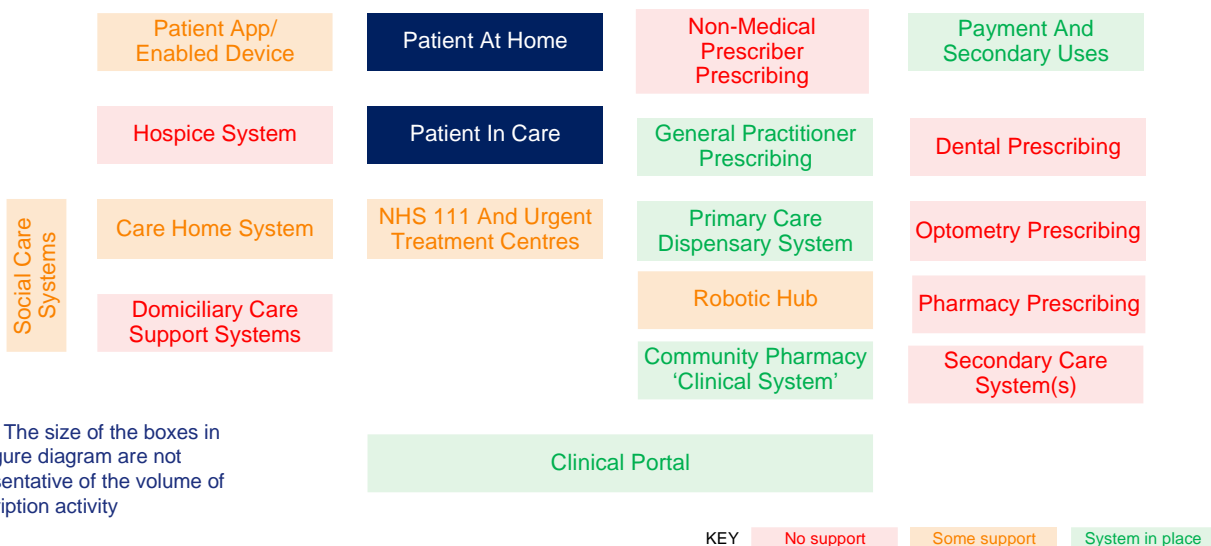 Patient App/
Enabled Device
Patient At Home
Non-Medical
Prescriber
Prescribing
Payment And
Secondary Uses
Hospice System
Patient In Care
General Practitioner
Prescribing
Dental Prescribing
Social Care
Systems
Care Home System
NHS 111 And Urgent
Treatment Centres
Primary Care
Dispensary System
Optometry Prescribing
Domiciliary Care
Support Systems
Robotic Hub
Pharmacy Prescribing
Community Pharmacy
‘Clinical System’
Secondary Care
System(s)
The size of the boxes in
gure diagram are not
sentative of the volume of
ription activity
Clinical Portal
KEY No support Some support System in place